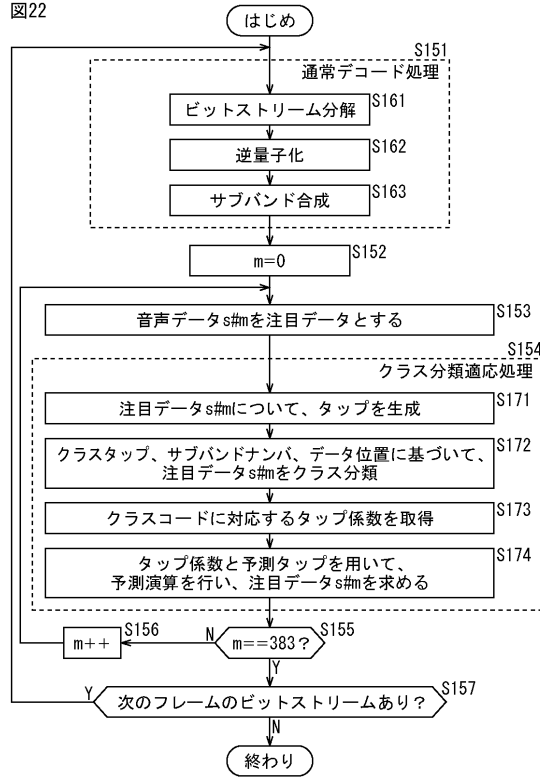 図22
はじめ
S151
通常デコード処理
ビットストリーム分解
S161
逆量子化
S162
サブバンド合成
S163
m=0
S152
音声データs#mを注目データとする
S153
S154
クラス分類適応処理
注目データs#mについて、タップを生成
S171
クラスタップ、サブバンドナンバ、データ位置に基づいて、
注目データs#mをクラス分類
S172
クラスコードに対応するタップ係数を取得
S173
タップ係数と予測タップを用いて、
予測演算を行い、注目データs#mを求める
S174
m++
S156
N
m==383?
S155
Y
Y
次のフレームのビットストリームあり?
S157
N
終わり